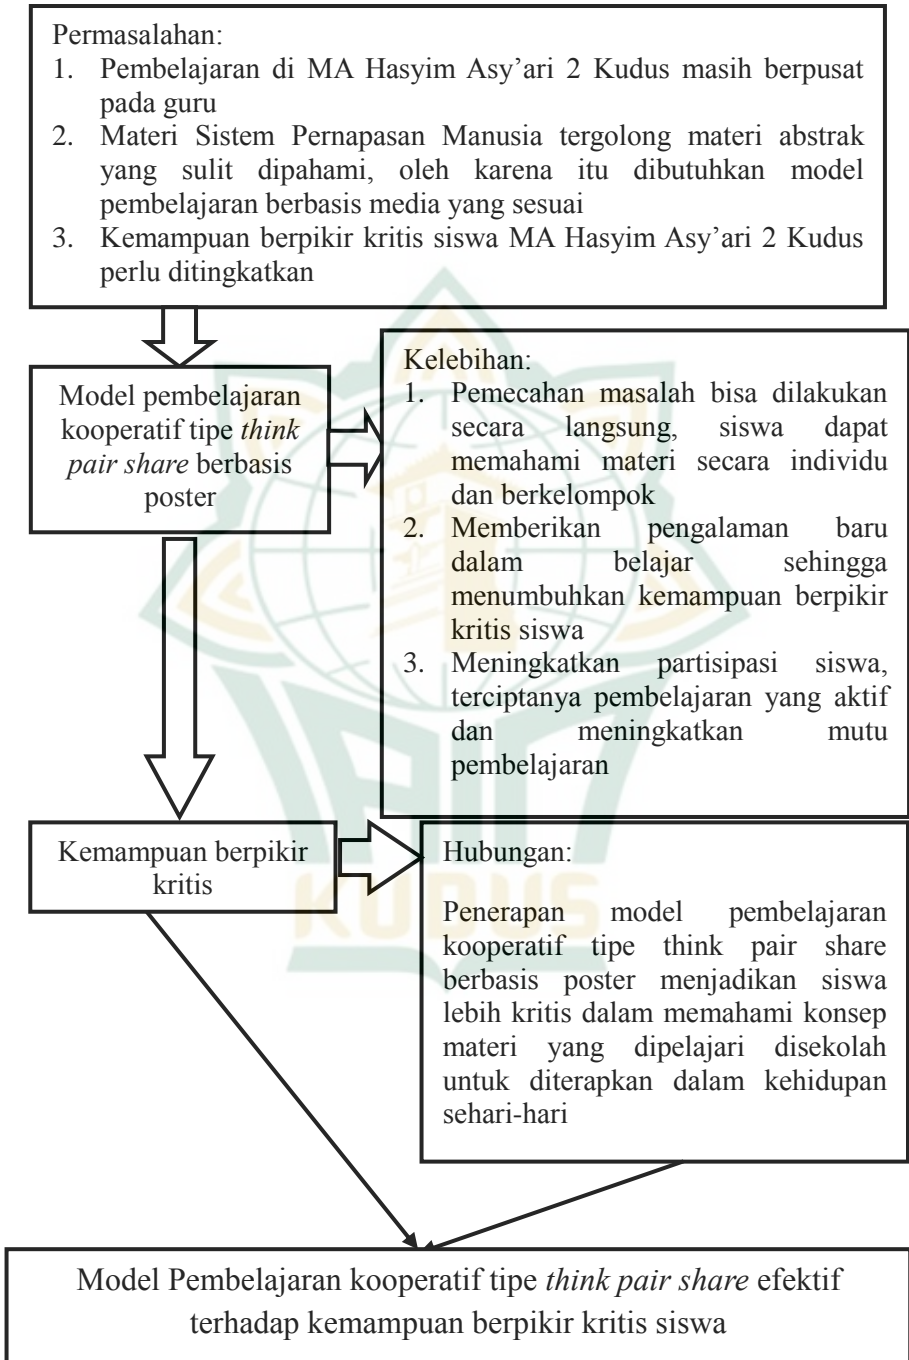 Permasalahan:
1. Pembelajaran di MA Hasyim Asy’ari 2 Kudus masih berpusat
pada guru
2. Materi Sistem Pernapasan Manusia tergolong materi abstrak
yang sulit dipahami, oleh karena itu dibutuhkan model
pembelajaran berbasis media yang sesuai
3. Kemampuan berpikir kritis siswa MA Hasyim Asy’ari 2 Kudus
perlu ditingkatkan
Model pembelajaran
kooperatif tipe think
pair share berbasis
poster
Kelebihan:
1. Pemecahan masalah bisa dilakukan
secara langsung, siswa dapat
memahami materi secara individu
dan berkelompok
2. Memberikan pengalaman baru
dalam belajar sehingga
menumbuhkan kemampuan berpikir
kritis siswa
3. Meningkatkan partisipasi siswa,
terciptanya pembelajaran yang aktif
dan meningkatkan mutu
pembelajaran
Kemampuan berpikir
kritis
Hubungan:
Penerapan model pembelajaran
kooperatif tipe think pair share
berbasis poster menjadikan siswa
lebih kritis dalam memahami konsep
materi yang dipelajari disekolah
untuk diterapkan dalam kehidupan
sehari-hari
KUDUS
Model Pembelajaran kooperatif tipe think pair share efektif
terhadap kemampuan berpikir kritis siswa